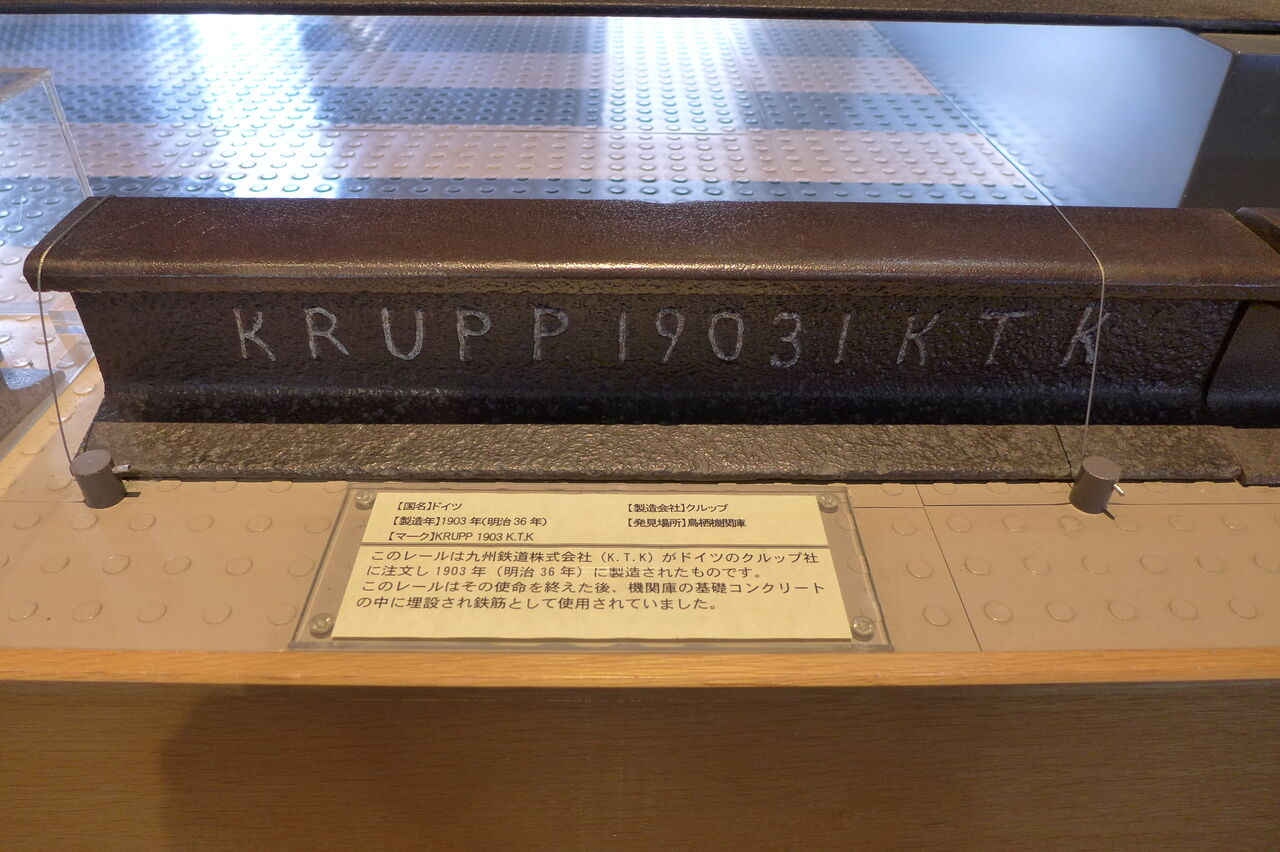 KRUPP 1903 I K T K
【国名】ドイツ 【製造会社】クルップ
【製造年】1903 年(明治 36 年) 【発見場所】鳥栖機関庫
【マーク】KRUPP 1903 K.T.K
このレールは九州鉄道株式会社（K.T.K）がドイツのクルップ社
に注文し 1903 年（明治 36 年）に製造されたものです。
このレールはその使命を終えた後、機関庫の基礎コンクリート
の中に埋設され鉄筋として使用されていました。